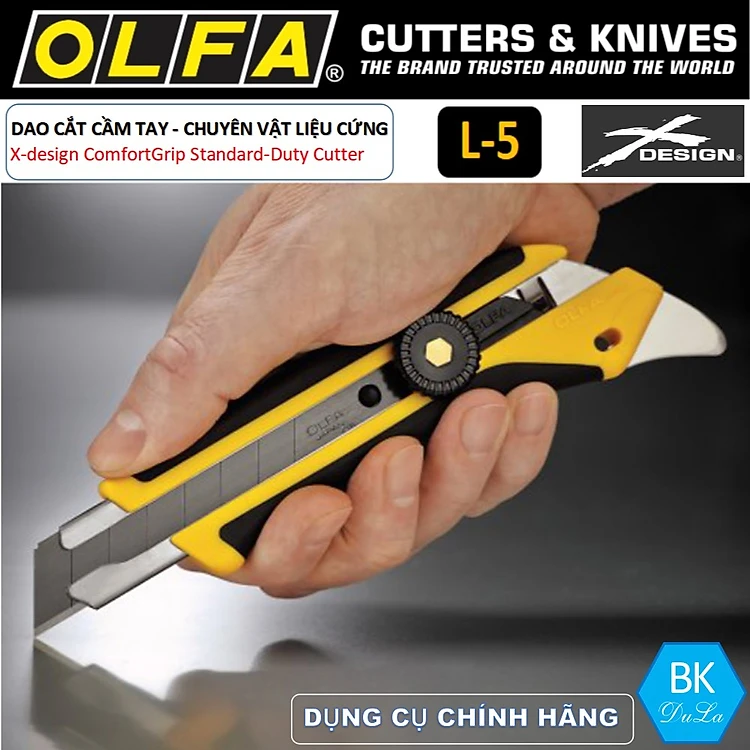 OLFA®
CUTTERS & KNIVES
THE BRAND TRUSTED AROUND THE WORLD
DAO CẮT CẦM TAY - CHUYÊN VẬT LIỆU CỨNG
X-design ComfortGrip Standard-Duty Cutter
L-5
X
DESIGN®
OLFA
OLFA
OLFA
JAPAN
DỤNG CỤ CHÍNH HÃNG
BK
DuLa